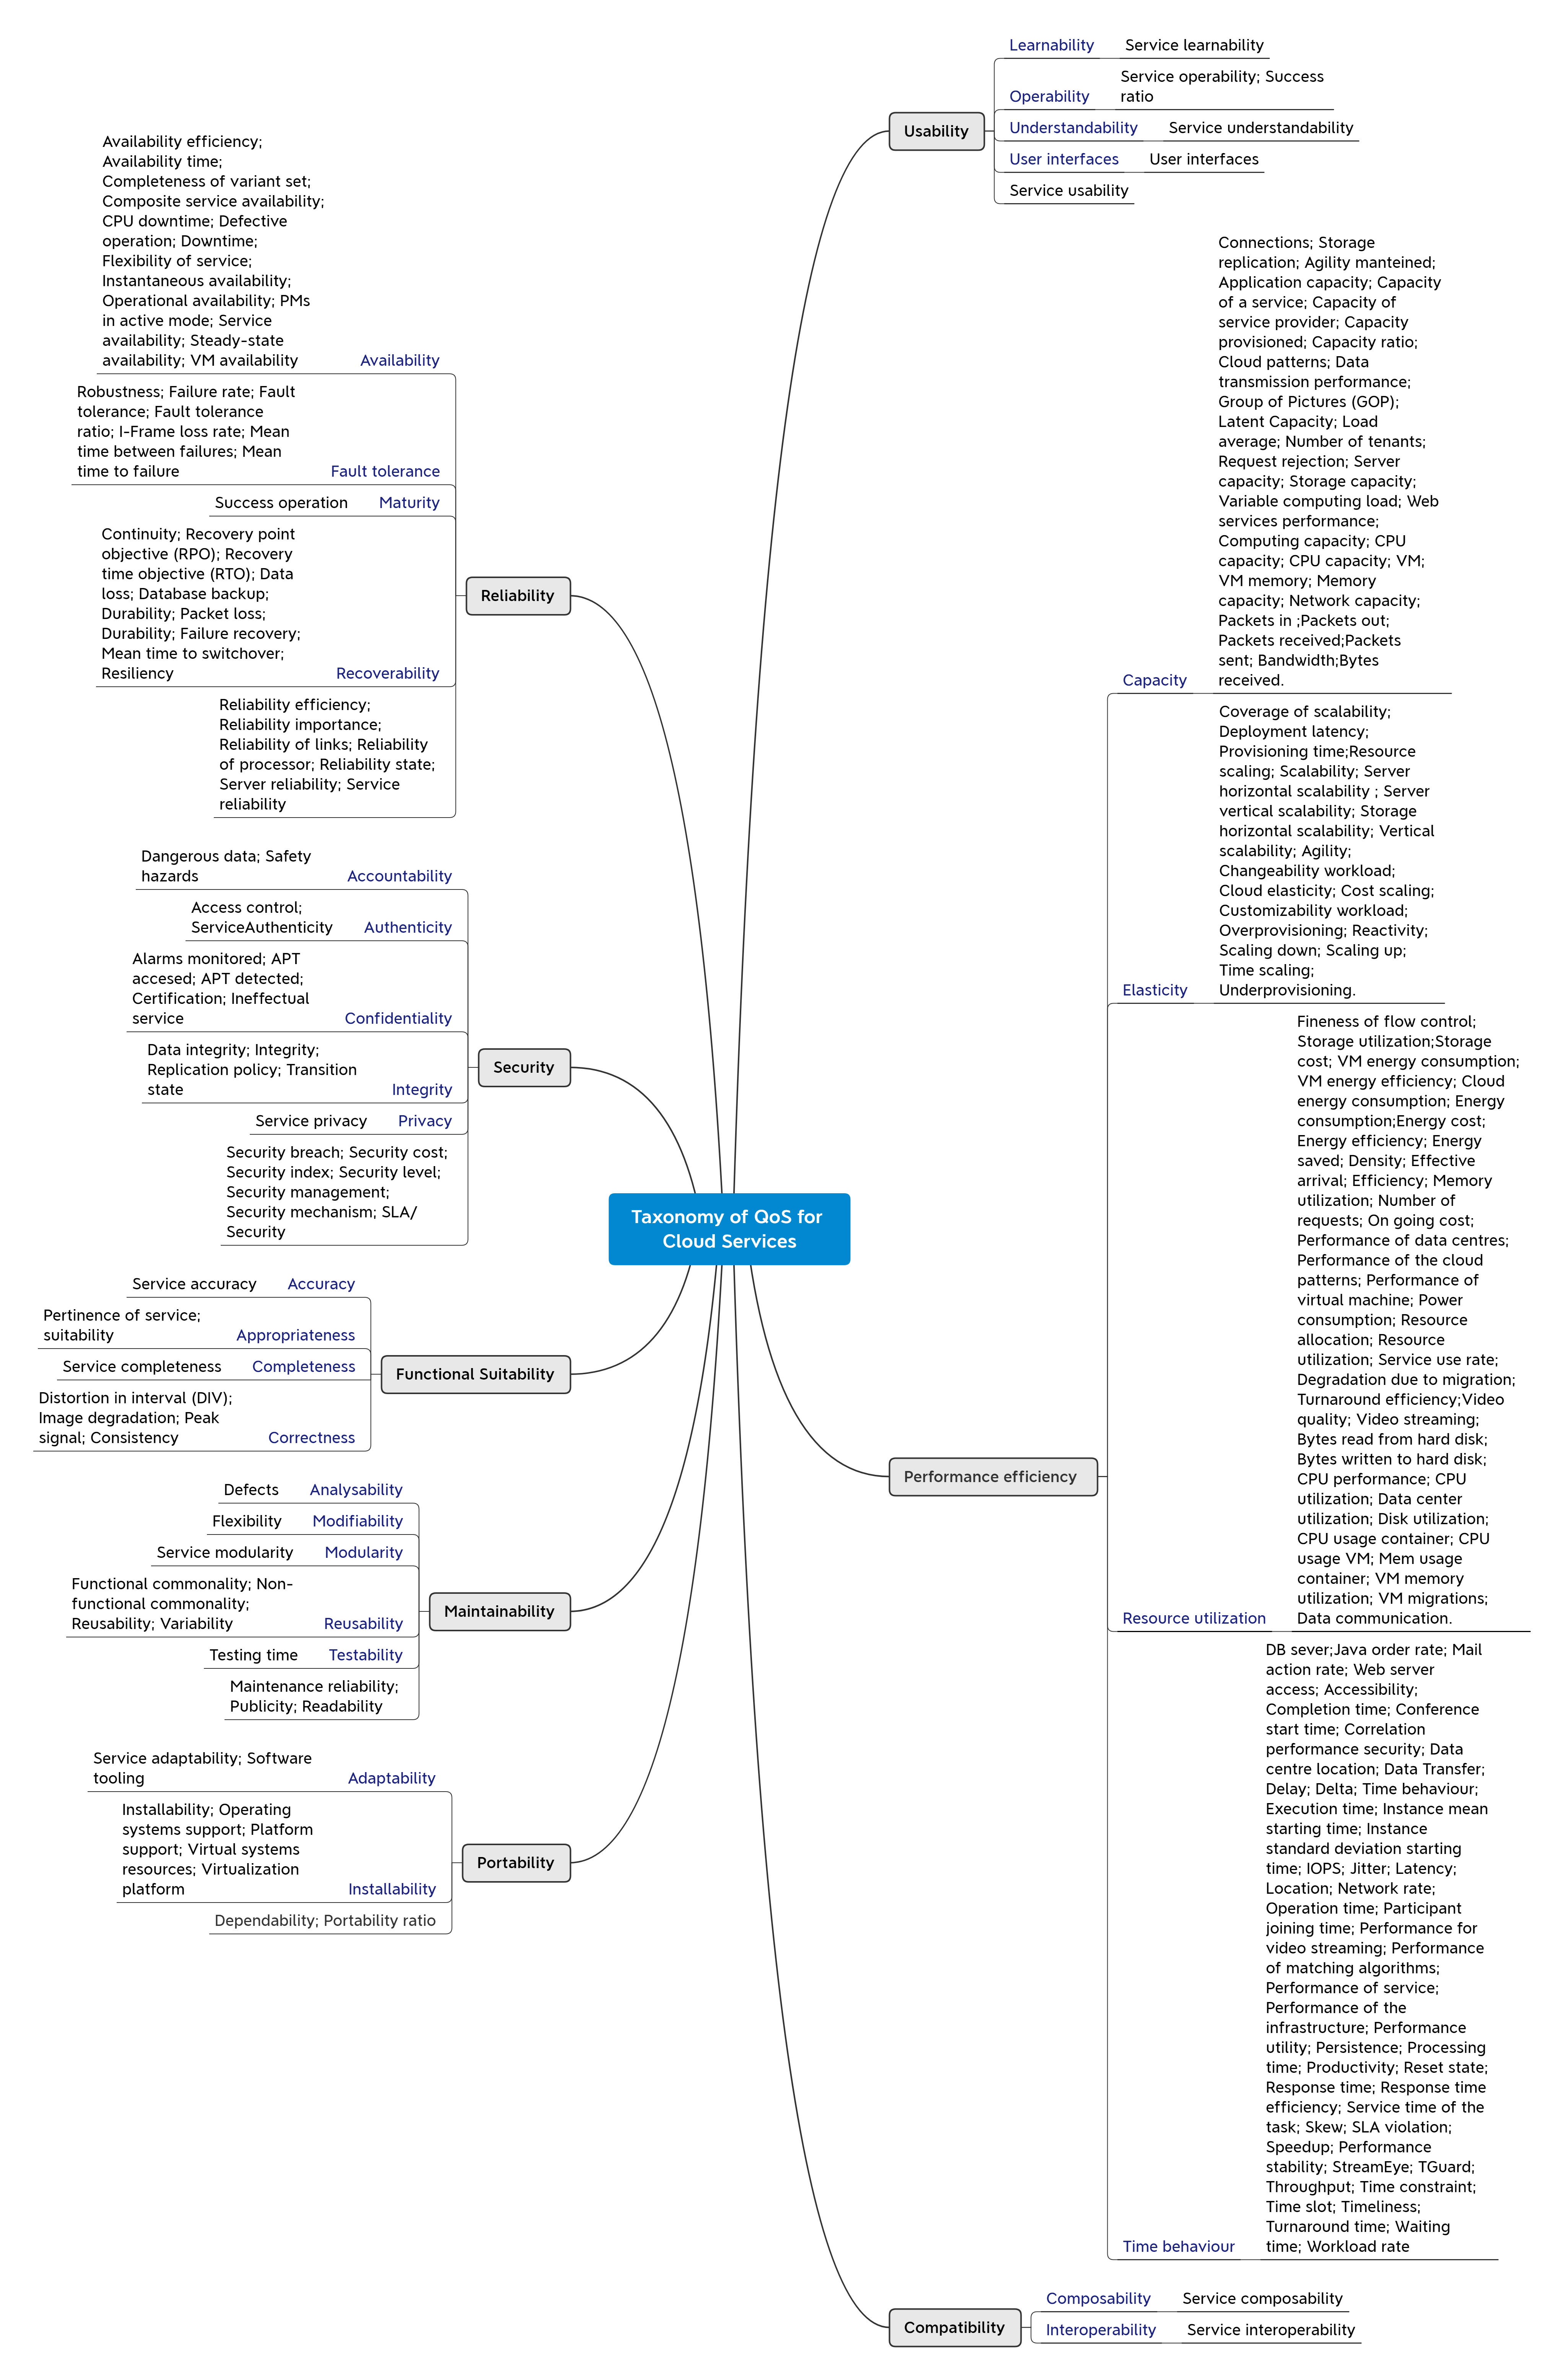 Taxonomy of QoS for
Cloud Services
Usability
Learnability
Service learnability
Operability
Service operability; Success
ratio
Understandability
Service understandability
User interfaces
User interfaces
Service usability
Performance efficiency
Capacity
Connections; Storage
replication; Agility manteined;
Application capacity; Capacity
of a service; Capacity of
service provider; Capacity
provisioned; Capacity ratio;
Cloud patterns; Data
transmission performance;
Group of Pictures (GOP);
Latent Capacity; Load
average; Number of tenants;
Request rejection; Server
capacity; Storage capacity;
Variable computing load; Web
services performance;
Computing capacity; CPU
capacity; CPU capacity; VM;
VM memory; Memory
capacity; Network capacity;
Packets in ;Packets out;
Packets received;Packets
sent; Bandwidth;Bytes
received.
Elasticity
Coverage of scalability;
Deployment latency;
Provisioning time;Resource
scaling; Scalability; Server
horizontal scalability ; Server
vertical scalability; Storage
horizontal scalability; Vertical
scalability; Agility;
Changeability workload;
Cloud elasticity; Cost scaling;
Customizability workload;
Overprovisioning; Reactivity;
Scaling down; Scaling up;
Time scaling;
Underprovisioning.
Resource utilization
Fineness of flow control;
Storage utilization;Storage
cost; VM energy consumption;
VM energy efficiency; Cloud
energy consumption; Energy
consumption;Energy cost;
Energy efficiency; Energy
saved; Density; Effective
arrival; Efficiency; Memory
utilization; Number of
requests; On going cost;
Performance of data centres;
Performance of the cloud
patterns; Performance of
virtual machine; Power
consumption; Resource
allocation; Resource
utilization; Service use rate;
Degradation due to migration;
Turnaround efficiency;Video
quality; Video streaming;
Bytes read from hard disk;
Bytes written to hard disk;
CPU performance; CPU
utilization; Data center
utilization; Disk utilization;
CPU usage container; CPU
usage VM; Mem usage
container; VM memory
utilization; VM migrations;
Data communication.
Time behaviour
DB sever;Java order rate; Mail
action rate; Web server
access; Accessibility;
Completion time; Conference
start time; Correlation
performance security; Data
centre location; Data Transfer;
Delay; Delta; Time behaviour;
Execution time; Instance mean
starting time; Instance
standard deviation starting
time; IOPS; Jitter; Latency;
Location; Network rate;
Operation time; Participant
joining time; Performance for
video streaming; Performance
of matching algorithms;
Performance of service;
Performance of the
infrastructure; Performance
utility; Persistence; Processing
time; Productivity; Reset state;
Response time; Response time
efficiency; Service time of the
task; Skew; SLA violation;
Speedup; Performance
stability; StreamEye; TGuard;
Throughput; Time constraint;
Time slot; Timeliness;
Turnaround time; Waiting
time; Workload rate
Compatibility
Composability
Service composability
Interoperability
Service interoperability
Reliability
Availability efficiency;
Availability time;
Completeness of variant set;
Composite service availability;
CPU downtime; Defective
operation; Downtime;
Flexibility of service;
Instantaneous availability;
Operational availability; PMs
in active mode; Service
availability; Steady-state
availability; VM availability
Availability
Robustness; Failure rate; Fault
tolerance; Fault tolerance
ratio; I-Frame loss rate; Mean
time between failures; Mean
time to failure
Fault tolerance
Success operation
Maturity
Continuity; Recovery point
objective (RPO); Recovery
time objective (RTO); Data
loss; Database backup;
Durability; Packet loss;
Durability; Failure recovery;
Mean time to switchover;
Resiliency
Recoverability
Reliability efficiency;
Reliability importance;
Reliability of links; Reliability
of processor; Reliability state;
Server reliability; Service
reliability
Security
Dangerous data; Safety
hazards
Accountability
Access control;
ServiceAuthenticity
Authenticity
Alarms monitored; APT
accesed; APT detected;
Certification; Ineffectual
service
Confidentiality
Data integrity; Integrity;
Replication policy; Transition
state
Integrity
Service privacy
Privacy
Security breach; Security cost;
Security index; Security level;
Security management;
Security mechanism; SLA/
Security
Functional Suitability
Service accuracy
Accuracy
Pertinence of service;
suitability
Appropriateness
Service completeness
Completeness
Distortion in interval (DIV);
Image degradation; Peak
signal; Consistency
Correctness
Maintainability
Defects
Analysability
Flexibility
Modifiability
Service modularity
Modularity
Functional commonality; Non-
functional commonality;
Reusability; Variability
Reusability
Testing time
Testability
Maintenance reliability;
Publicity; Readability
Portability
Service adaptability; Software
tooling
Adaptability
Installability; Operating
systems support; Platform
support; Virtual systems
resources; Virtualization
platform
Installability
Dependability; Portability ratio